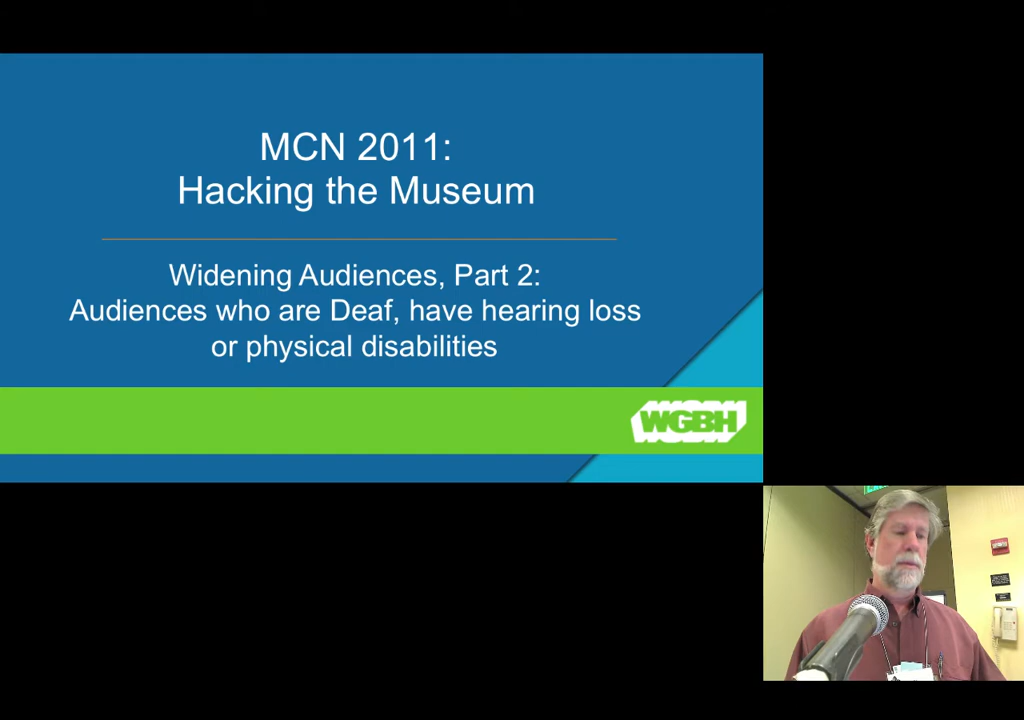 MCN 2011:
Hacking the Museum
Widening Audiences, Part 2:
Audiences who are Deaf, have hearing loss
or physical disabilities
WGBH